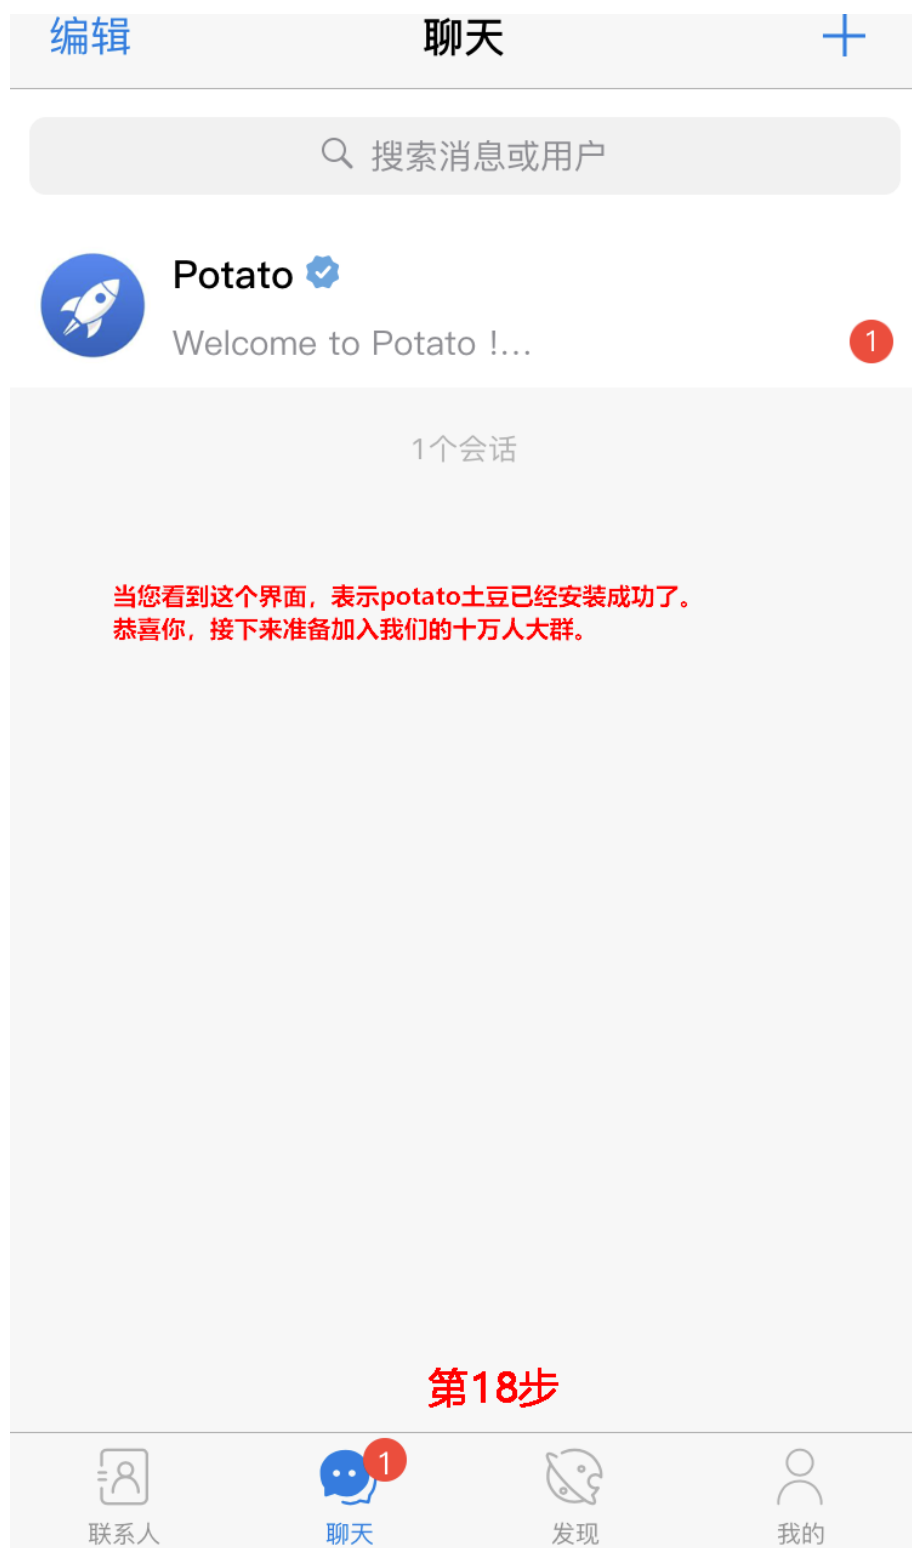 编辑
聊天
搜索消息或用户
Potato
Welcome to Potato !...
1
1个会话
当您看到这个界面，表示potato土豆已经安装成功了。
恭喜你，接下来准备加入我们的十万人大群。
第18步
1
联系人
聊天
发现
我的